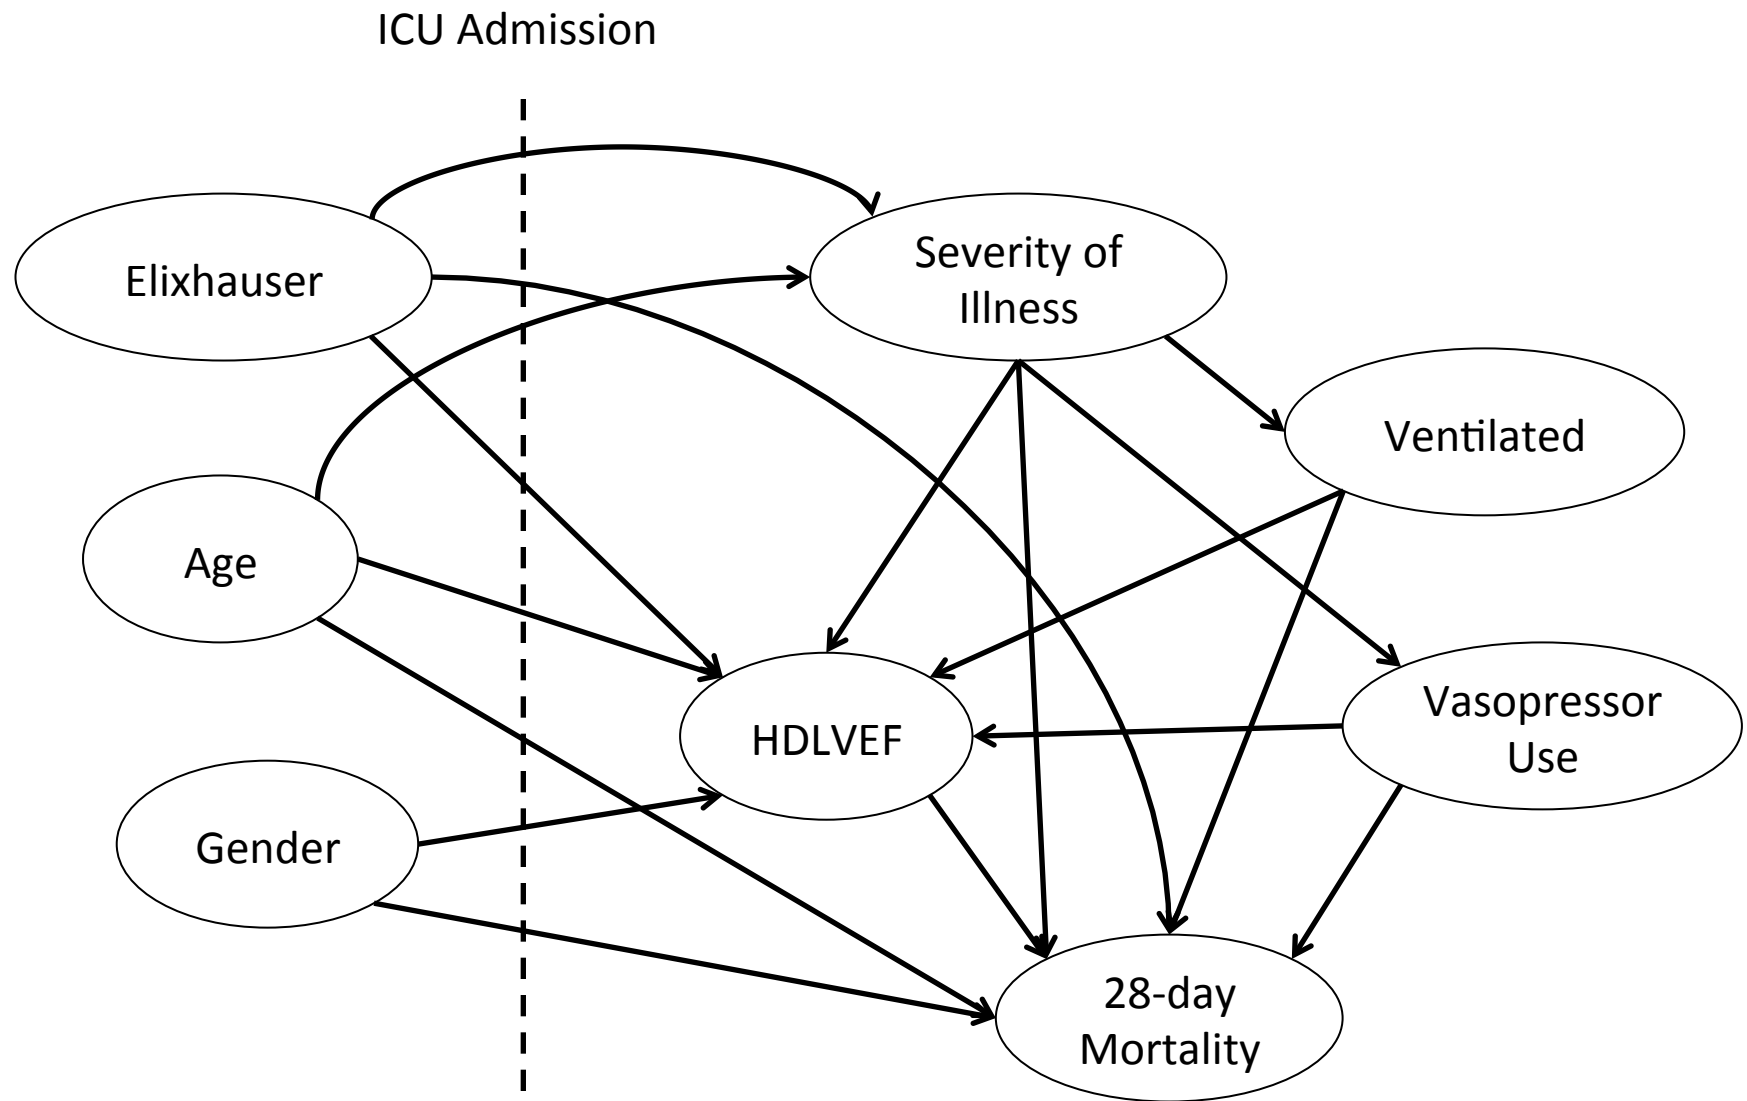 ICU Admission
Elixhauser
Severity of
Illness
Ventilated
Age
HDLVEF
Vasopressor
Use
Gender
28-day
Mortality